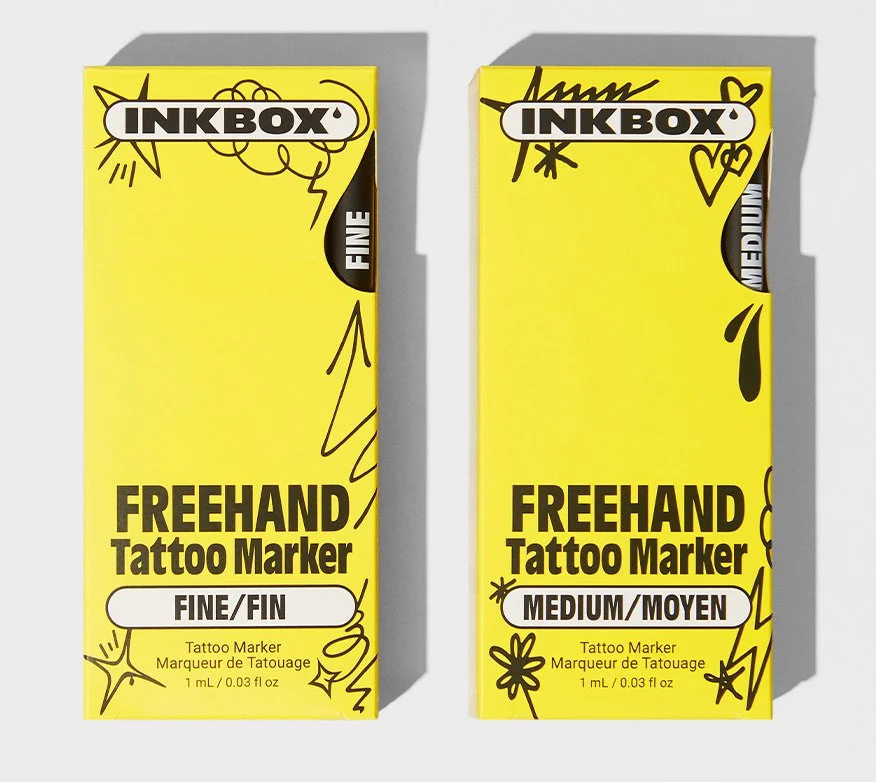 INKBOX
FINE
FREEHAND
Tattoo Marker
FINE/FIN
Tattoo Marker
Marqueur de Tatouage
1 mL / 0.03 fl oz
INKBOX
MEDIUM
FREEHAND
Tattoo Marker
MEDIUM/MOYEN
Tattoo Marker
Marqueur de Tatouage
1 mL / 0.03 fl oz